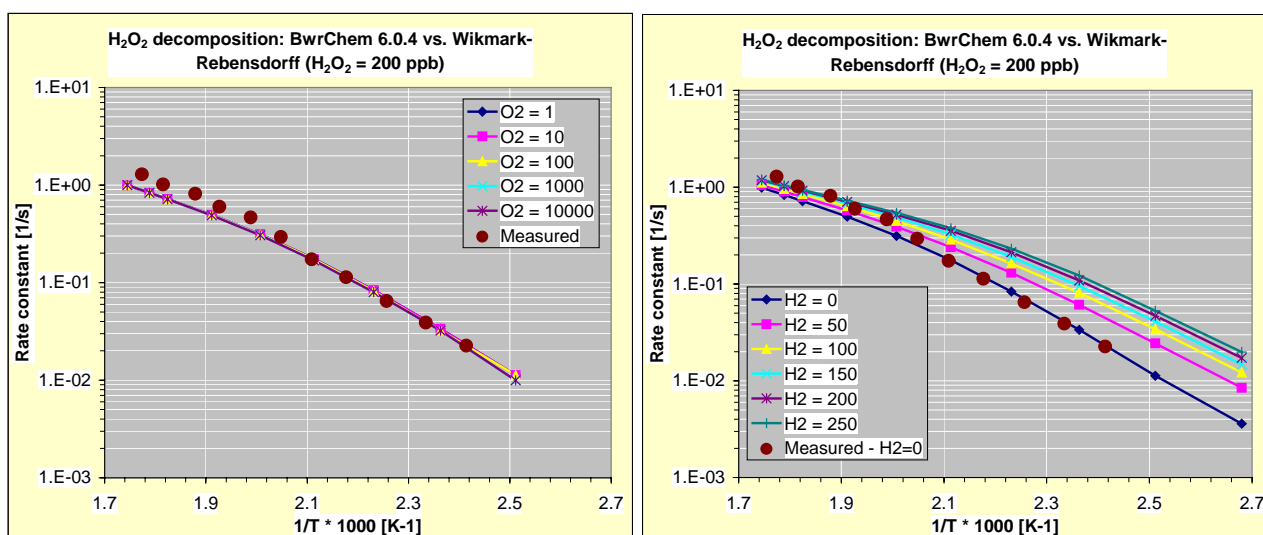 H₂O₂ decomposition: BwrChem 6.0.4 vs. Wikmark-
Rebensdorff (H₂O₂ = 200 ppb)
1.E+01
1.E+00
1.E-01
1.E-02
1.E-03
Rate constant [1/s]
O2 = 1
O2 = 10
O2 = 100
O2 = 1000
O2 = 10000
Measured
1.7
1.9
2.1
2.3
2.5
2.7
1/T * 1000 [K-1]
H₂O₂ decomposition: BwrChem 6.0.4 vs. Wikmark-
Rebensdorff (H₂O₂ = 200 ppb)
1.E+01
1.E+00
1.E-01
1.E-02
1.E-03
Rate constant [1/s]
H2 = 0
H2 = 50
H2 = 100
H2 = 150
H2 = 200
H2 = 250
Measured - H2=0
1.7
1.9
2.1
2.3
2.5
2.7
1/T * 1000 [K-1]